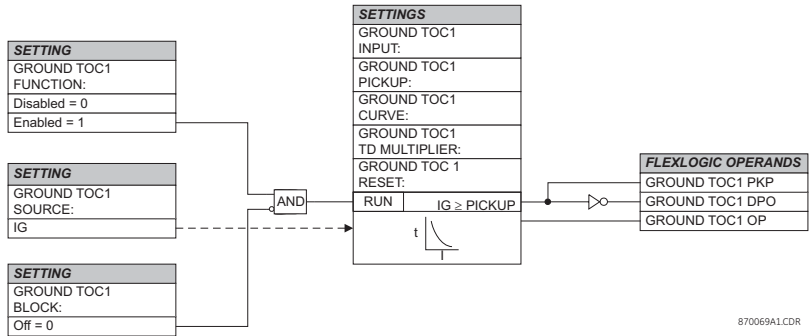 SETTING
GROUND TOC1
FUNCTION:
Disabled = 0
Enabled = 1
SETTING
GROUND TOC1
SOURCE:
IG
SETTING
GROUND TOC1
BLOCK:
Off = 0
AND
SETTINGS
GROUND TOC1
INPUT:
GROUND TOC1
PICKUP:
GROUND TOC1
CURVE:
GROUND TOC1
TD MULTIPLIER:
GROUND TOC 1
RESET:
RUN IG ≥ PICKUP
t
I
FLEXLOGIC OPERANDS
GROUND TOC1 PKP
GROUND TOC1 DPO
GROUND TOC1 OP
870069A1.CDR